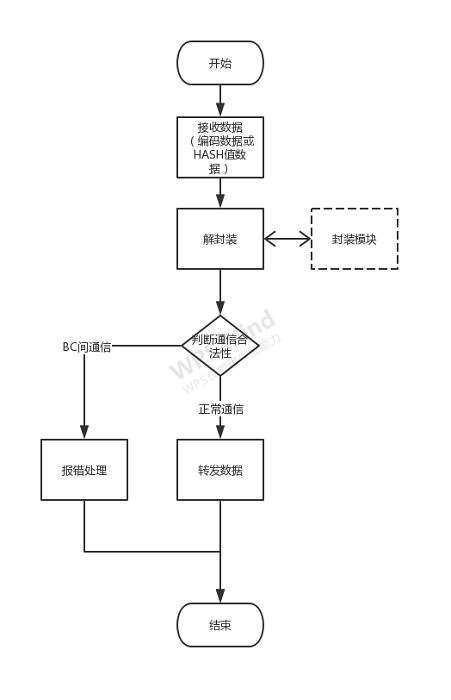 开始
接收数据
（编码数据或
HASH值数
据）
解封装
封装模块
判断通信合
法性
BC间通信
正常通信
报错处理
转发数据
结束